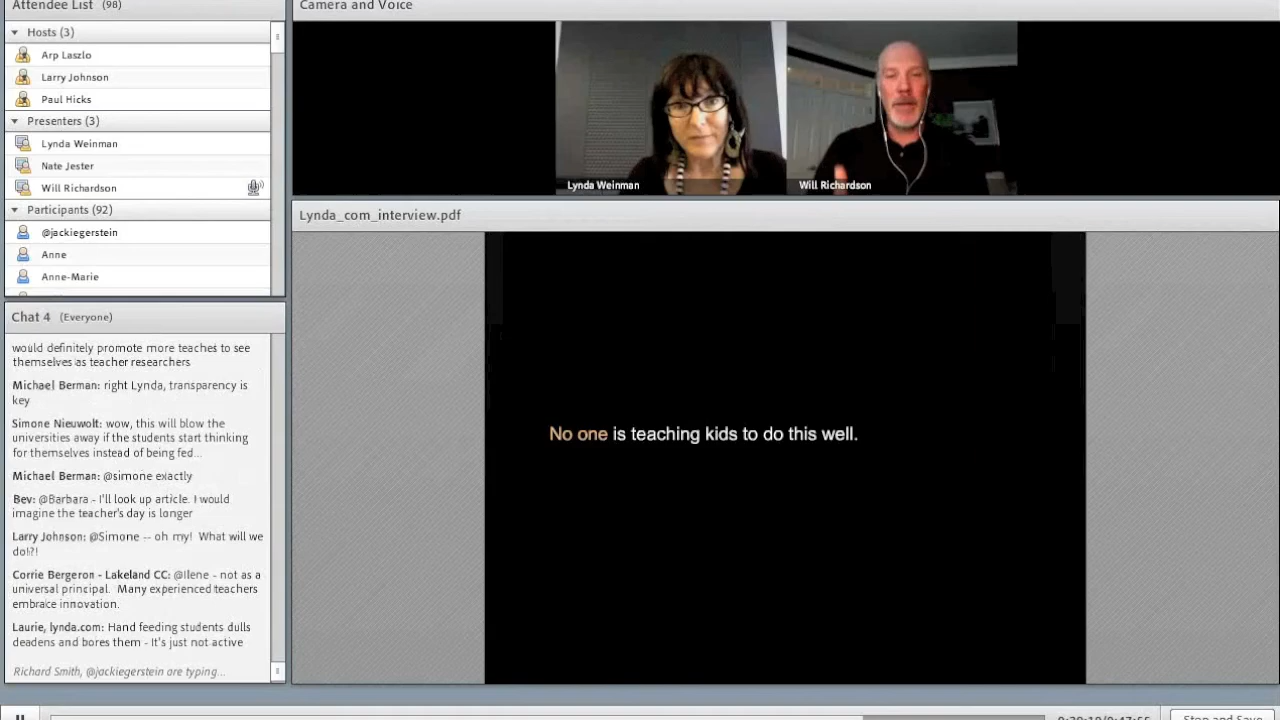 Attendee List (98)
Hosts (3)
Arp Laszlo
Larry Johnson
Paul Hicks
Presenters (3)
Lynda Weinman
Nate Jester
Will Richardson
Participants (92)
@jackiegerstein
Anne
Anne-Marie
Chat 4 (Everyone)
would definitely promote more teaches to see
themselves as teacher researchers
Michael Berman: right Lynda, transparency is
key
Simone Nieuwolt: wow, this will blow the
universities away if the students start thinking
for themselves instead of being fed...
Michael Berman: @simone exactly
Bev: @Barbara - I'll look up article. I would
imagine the teacher's day is longer
Larry Johnson: @Simone -- oh my! What will we
do!?!
Corrie Bergeron - Lakeland CC: @Ilene - not as a
universal principal. Many experienced teachers
embrace innovation.
Laurie, lynda.com: Hand feeding students dulls
deadens and bores them - It's just not active
Richard Smith, @jackiegerstein are typing...
Camera and Voice
Lynda Weinman
Will Richardson
Lynda_com_interview.pdf
No one is teaching kids to do this well.
Stop and Save